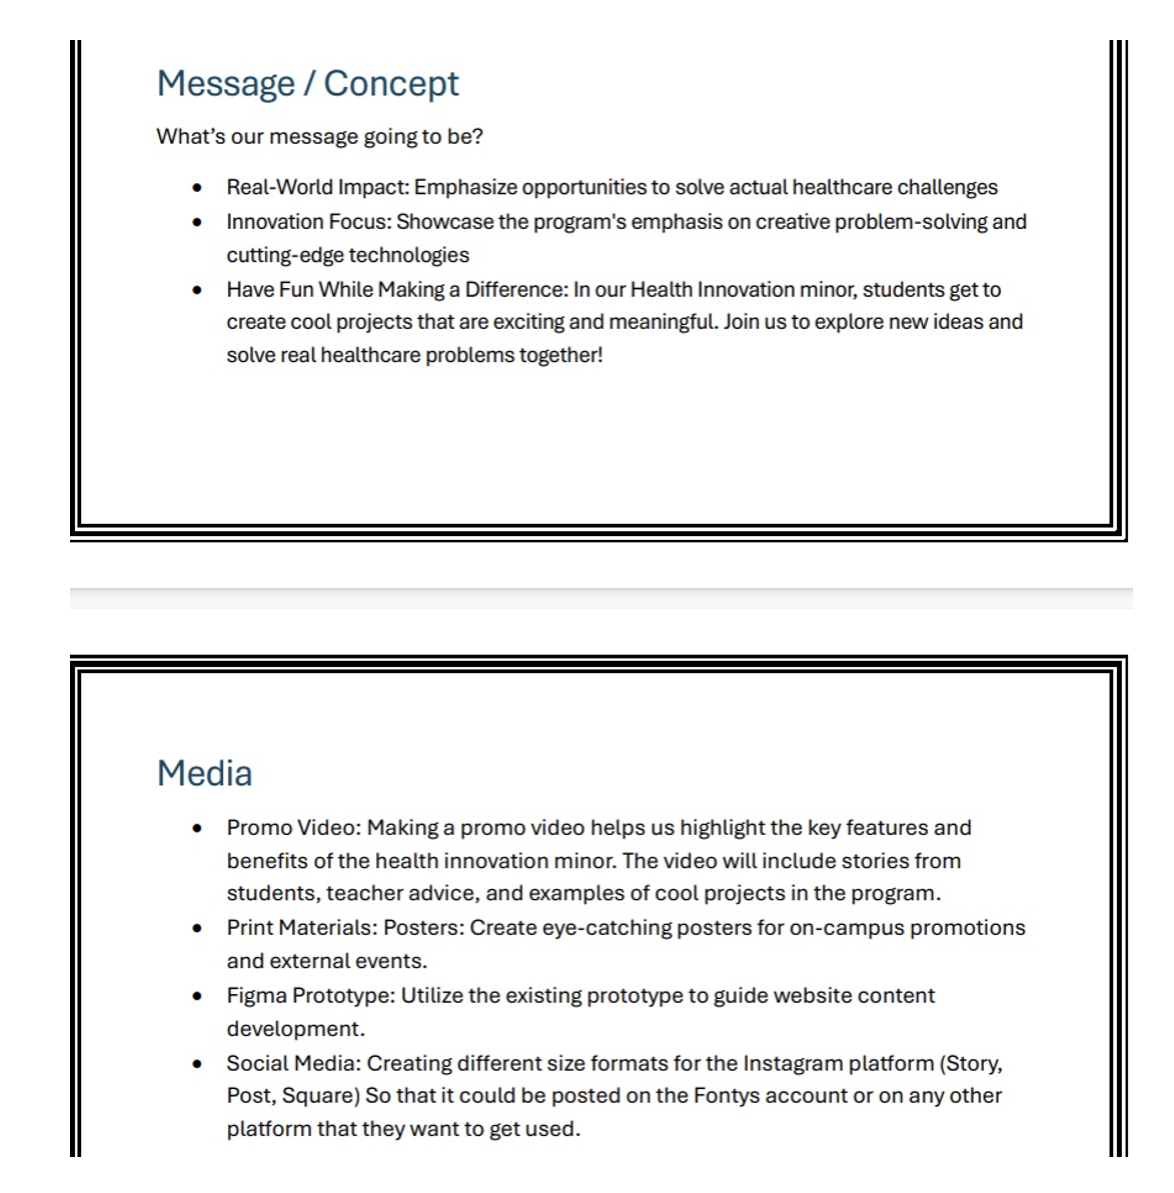 Message / Concept
What’s our message going to be?
• Real-World Impact: Emphasize opportunities to solve actual healthcare challenges
• Innovation Focus: Showcase the program's emphasis on creative problem-solving and
cutting-edge technologies
• Have Fun While Making a Difference: In our Health Innovation minor, students get to
create cool projects that are exciting and meaningful. Join us to explore new ideas and
solve real healthcare problems together!
Media
• Promo Video: Making a promo video helps us highlight the key features and
benefits of the health innovation minor. The video will include stories from
students, teacher advice, and examples of cool projects in the program.
• Print Materials: Posters: Create eye-catching posters for on-campus promotions
and external events.
• Figma Prototype: Utilize the existing prototype to guide website content
development.
• Social Media: Creating different size formats for the Instagram platform (Story,
Post, Square) So that it could be posted on the Fontys account or on any other
platform that they want to get used.